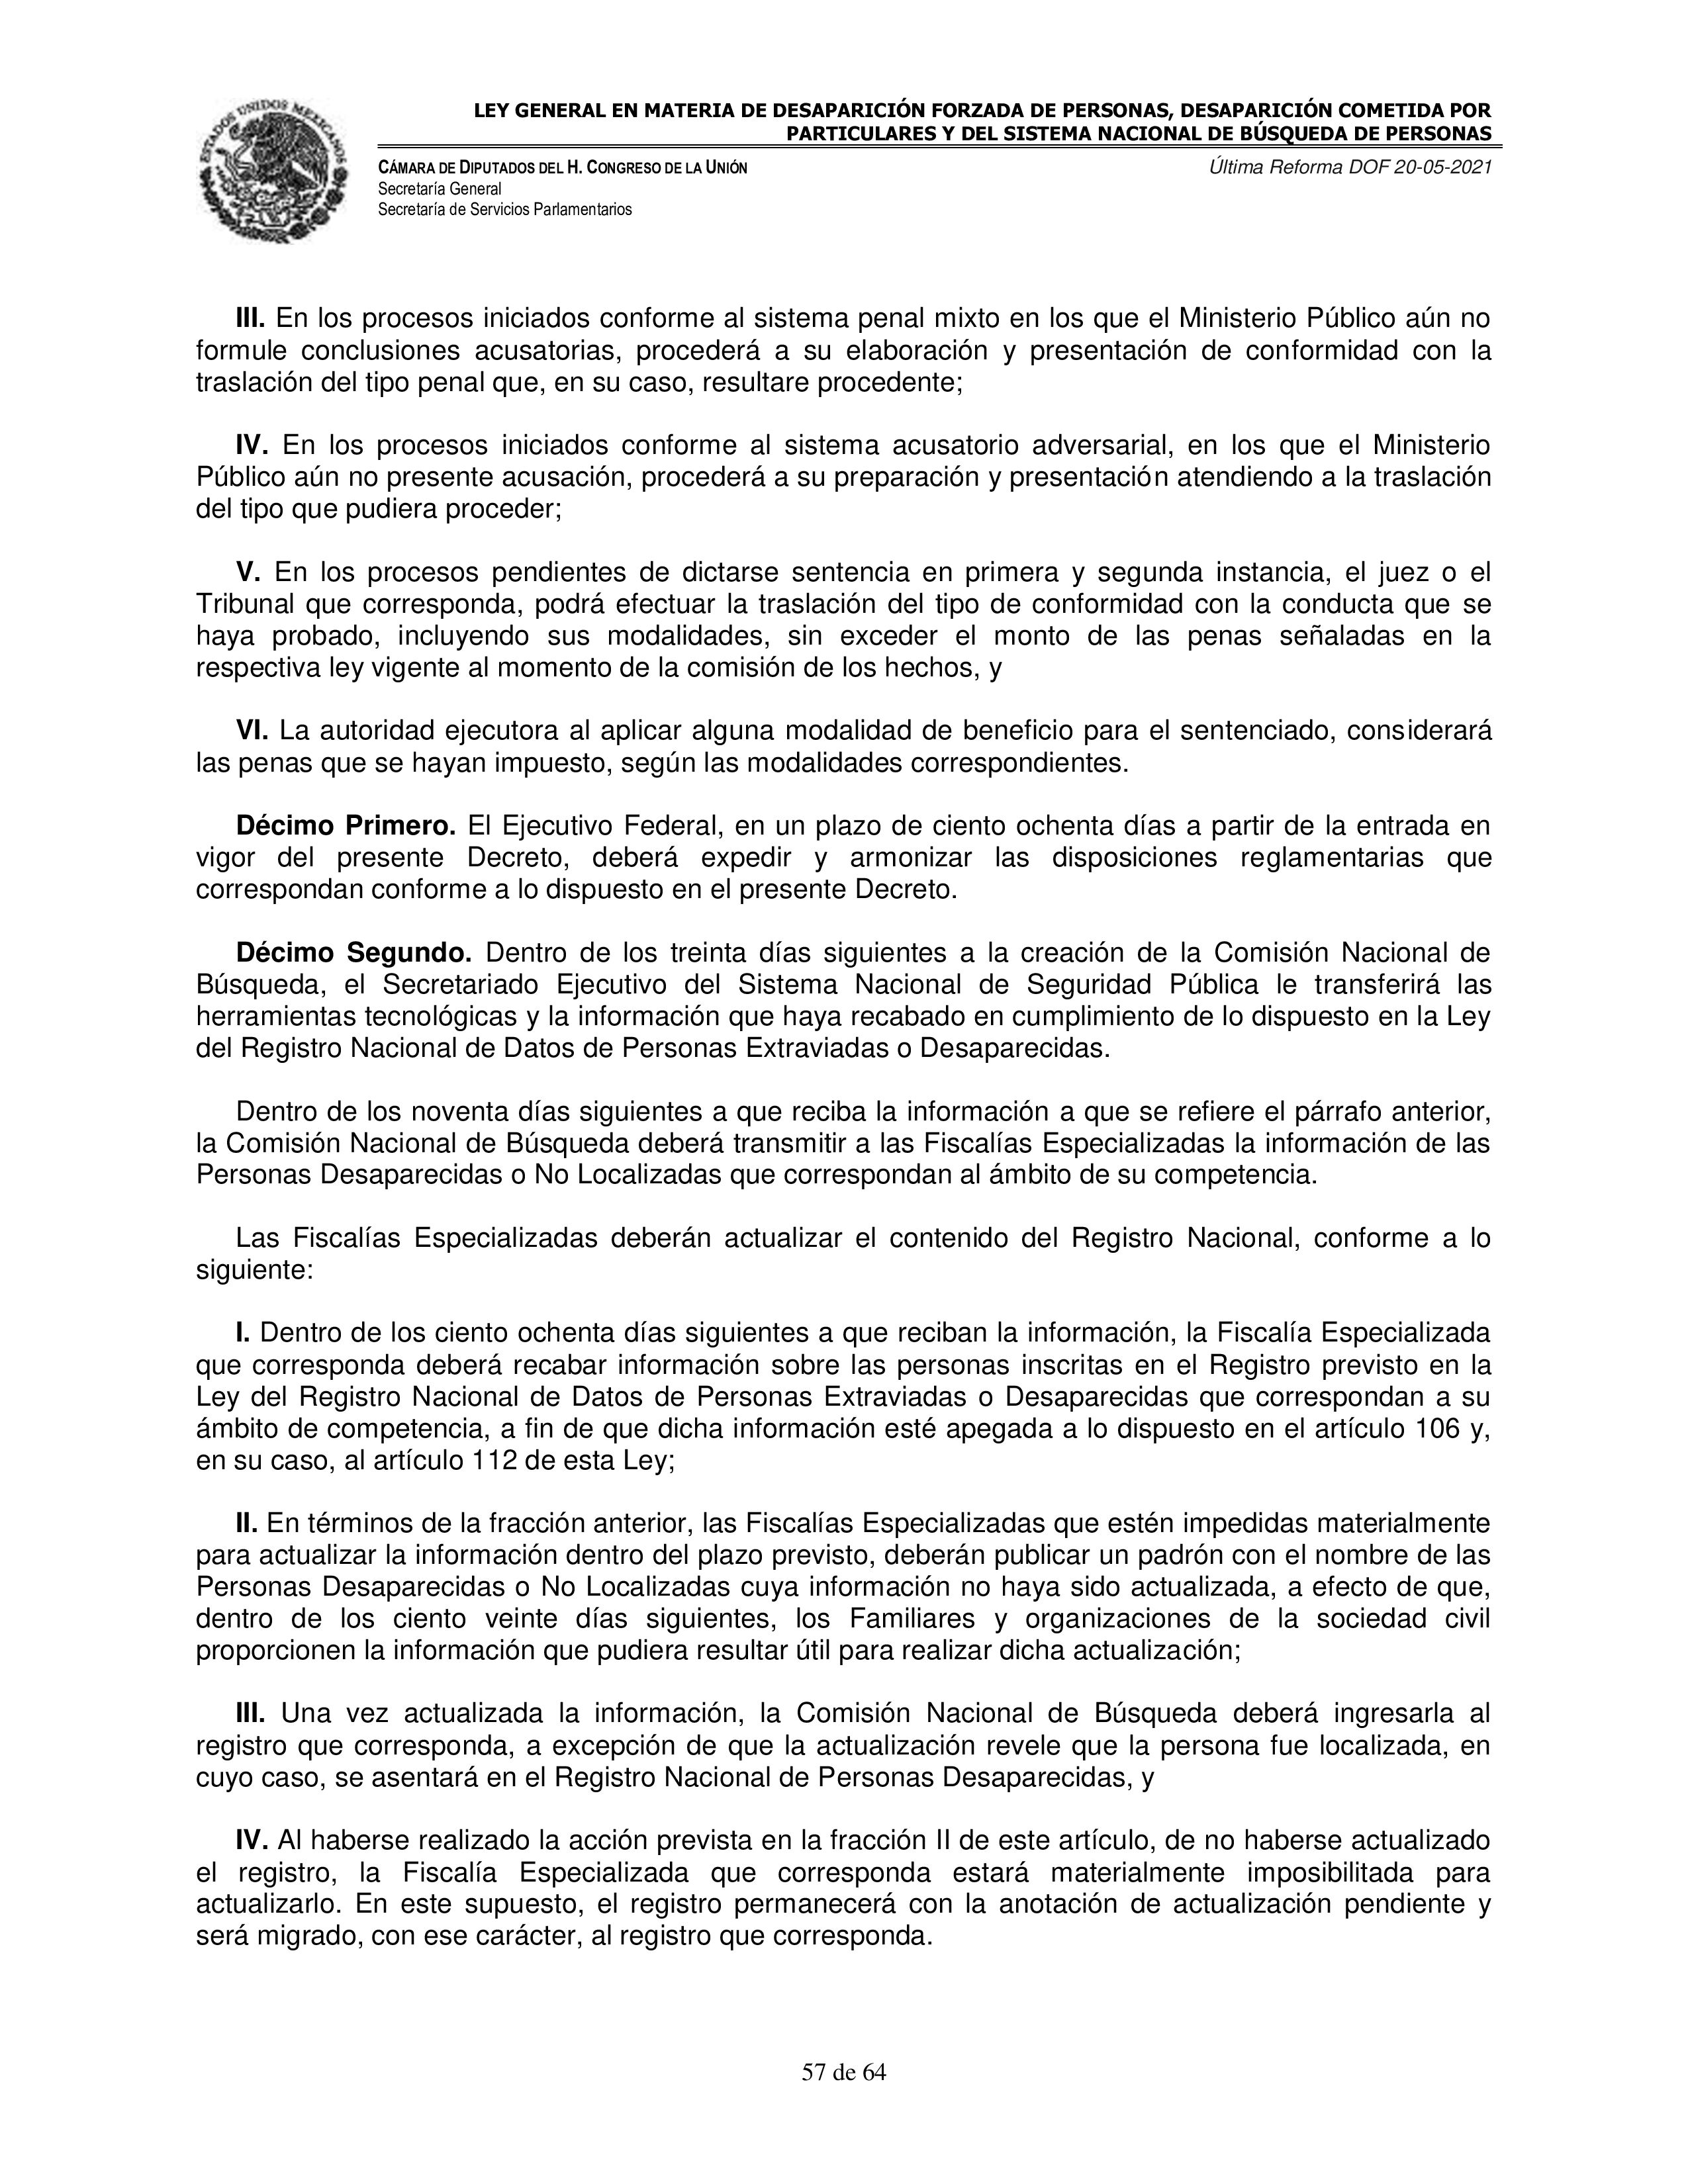 ESTADOS UNIDOS MEXICANOS
LEY GENERAL EN MATERIA DE DESAPARICIÓN FORZADA DE PERSONAS, DESAPARICIÓN COMETIDA POR
PARTICULARES Y DEL SISTEMA NACIONAL DE BÚSQUEDA DE PERSONAS
CÁMARA DE DIPUTADOS DEL H. CONGRESO DE LA UNIÓN
Última Reforma DOF 20-05-2021
Secretaría General
Secretaría de Servicios Parlamentarios
III. En los procesos iniciados conforme al sistema penal mixto en los que el Ministerio Público aún no
formule conclusiones acusatorias, procederá a su elaboración y presentación de conformidad con la
traslación del tipo penal que, en su caso, resultare procedente;
IV. En los procesos iniciados conforme al sistema acusatorio adversarial, en los que el Ministerio
Público aún no presente acusación, procederá a su preparación y presentación atendiendo a la traslación
del tipo que pudiera proceder;
V. En los procesos pendientes de dictarse sentencia en primera y segunda instancia, el juez o el
Tribunal que corresponda, podrá efectuar la traslación del tipo de conformidad con la conducta que se
haya probado, incluyendo sus modalidades, sin exceder el monto de las penas señaladas en la
respectiva ley vigente al momento de la comisión de los hechos, y
VI. La autoridad ejecutora al aplicar alguna modalidad de beneficio para el sentenciado, considerará
las penas que se hayan impuesto, según las modalidades correspondientes.
Décimo Primero. El Ejecutivo Federal, en un plazo de ciento ochenta días a partir de la entrada en
vigor del presente Decreto, deberá expedir y armonizar las disposiciones reglamentarias que
correspondan conforme a lo dispuesto en el presente Decreto.
Décimo Segundo. Dentro de los treinta días siguientes a la creación de la Comisión Nacional de
Búsqueda, el Secretariado Ejecutivo del Sistema Nacional de Seguridad Pública le transferirá las
herramientas tecnológicas y la información que haya recabado en cumplimiento de lo dispuesto en la Ley
del Registro Nacional de Datos de Personas Extraviadas o Desaparecidas.
Dentro de los noventa días siguientes a que reciba la información a que se refiere el párrafo anterior,
la Comisión Nacional de Búsqueda deberá transmitir a las Fiscalías Especializadas la información de las
Personas Desaparecidas o No Localizadas que correspondan al ámbito de su competencia.
Las Fiscalías Especializadas deberán actualizar el contenido del Registro Nacional, conforme a lo
siguiente:
I. Dentro de los ciento ochenta días siguientes a que reciban la información, la Fiscalía Especializada
que corresponda deberá recabar información sobre las personas inscritas en el Registro previsto en la
Ley del Registro Nacional de Datos de Personas Extraviadas o Desaparecidas que correspondan a su
ámbito de competencia, a fin de que dicha información esté apegada a lo dispuesto en el artículo 106 y,
en su caso, al artículo 112 de esta Ley;
II. En términos de la fracción anterior, las Fiscalías Especializadas que estén impedidas materialmente
para actualizar la información dentro del plazo previsto, deberán publicar un padrón con el nombre de las
Personas Desaparecidas o No Localizadas cuya información no haya sido actualizada, a efecto de que,
dentro de los ciento veinte días siguientes, los Familiares y organizaciones de la sociedad civil
proporcionen la información que pudiera resultar útil para realizar dicha actualización;
III. Una vez actualizada la información, la Comisión Nacional de Búsqueda deberá ingresarla al
registro que corresponda, a excepción de que la actualización revele que la persona fue localizada, en
cuyo caso, se asentará en el Registro Nacional de Personas Desaparecidas, y
IV. Al haberse realizado la acción prevista en la fracción II de este artículo, de no haberse actualizado
el registro, la Fiscalía Especializada que corresponda estará materialmente imposibilitada para
actualizarlo. En este supuesto, el registro permanecerá con la anotación de actualización pendiente y
será migrado, con ese carácter, al registro que corresponda.
57 de 64